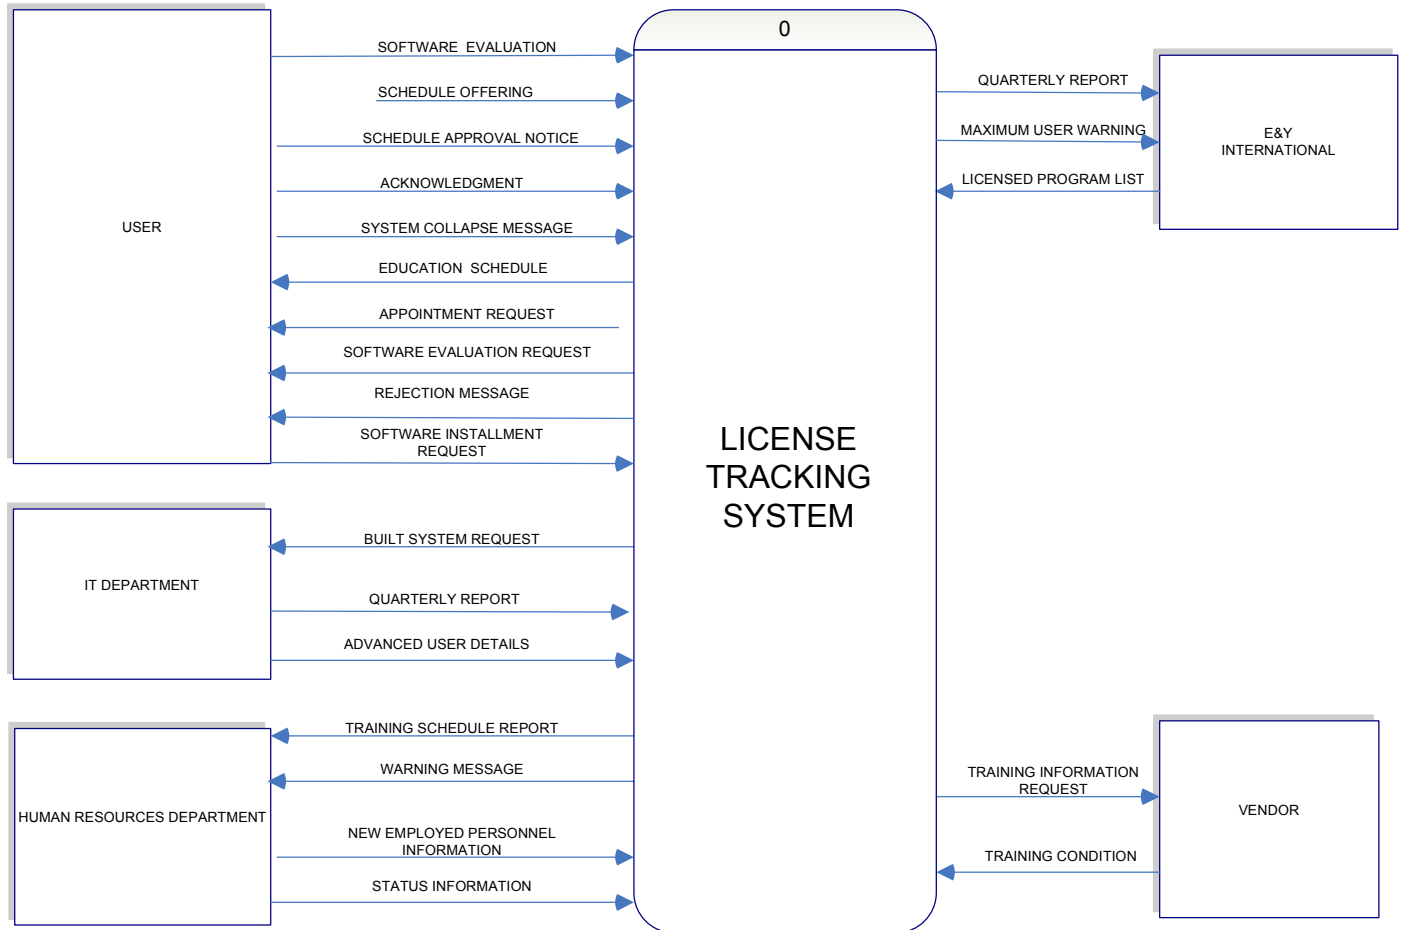 0
SOFTWARE EVALUATION
SCHEDULE OFFERING
SCHEDULE APPROVAL NOTICE
ACKNOWLEDGMENT
SYSTEM COLLAPSE MESSAGE
EDUCATION SCHEDULE
APPOINTMENT REQUEST
SOFTWARE EVALUATION REQUEST
REJECTION MESSAGE
SOFTWARE INSTALLMENT
REQUEST
USER
BUILT SYSTEM REQUEST
QUARTERLY REPORT
ADVANCED USER DETAILS
IT DEPARTMENT
TRAINING SCHEDULE REPORT
WARNING MESSAGE
NEW EMPLOYED PERSONNEL
INFORMATION
STATUS INFORMATION
HUMAN RESOURCES DEPARTMENT
LICENSE
TRACKING
SYSTEM
QUARTERLY REPORT
MAXIMUM USER WARNING
LICENSED PROGRAM LIST
E&Y
INTERNATIONAL
TRAINING INFORMATION
REQUEST
TRAINING CONDITION
VENDOR